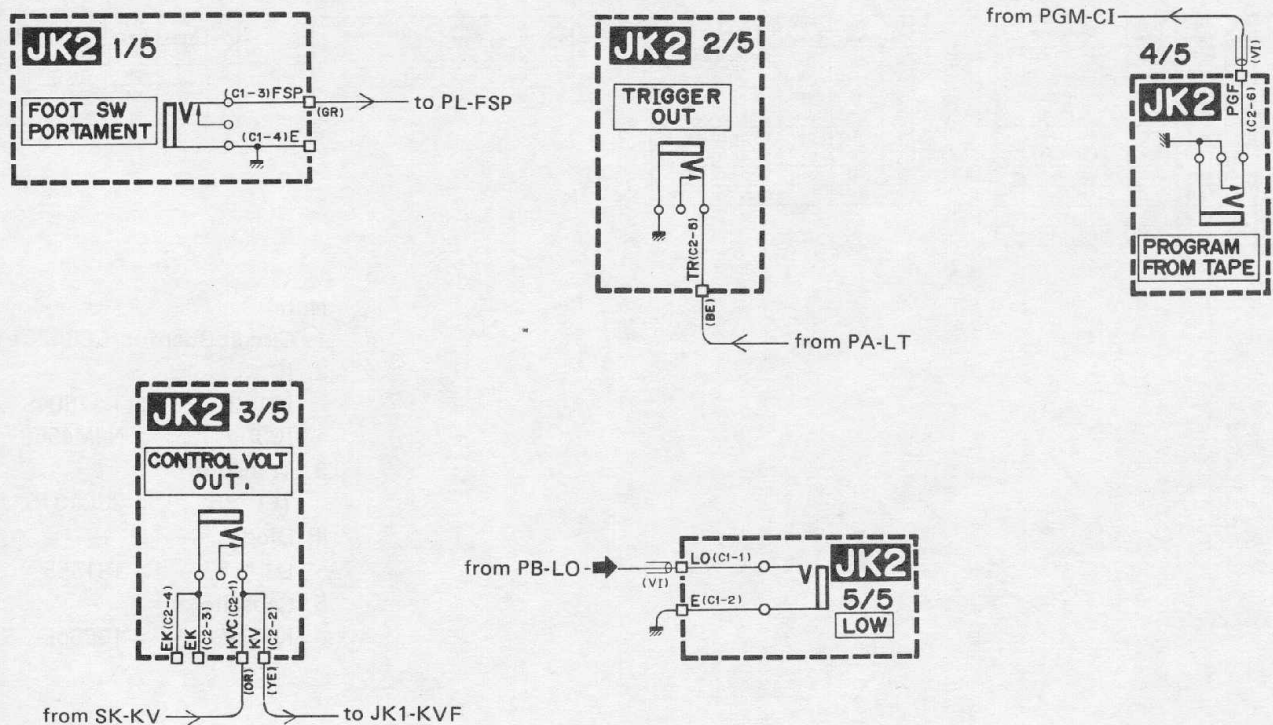 JK2 1/5
FOOT SW
PORTAMENT
(C1-3)FSP
(GR)
to PL-FSP
(C1-4)E
JK2 2/5
TRIGGER
OUT
TR(C2-5)
(BE)
from PA-LT
from PGM-CI
(VI)
4/5
JK2
PGF
(C2-6)
PROGRAM
FROM TAPE
JK2 3/5
CONTROL VOLT
OUT.
EK(C2-4)
EK
(C2-3)
KVC(C2-1)
KV
(C2-2)
(OR)
(YE)
from SK-KV
to JK1-KVF
from PB-LO
(VI)
LO(C1-1)
E(C1-2)
JK2
5/5
LOW